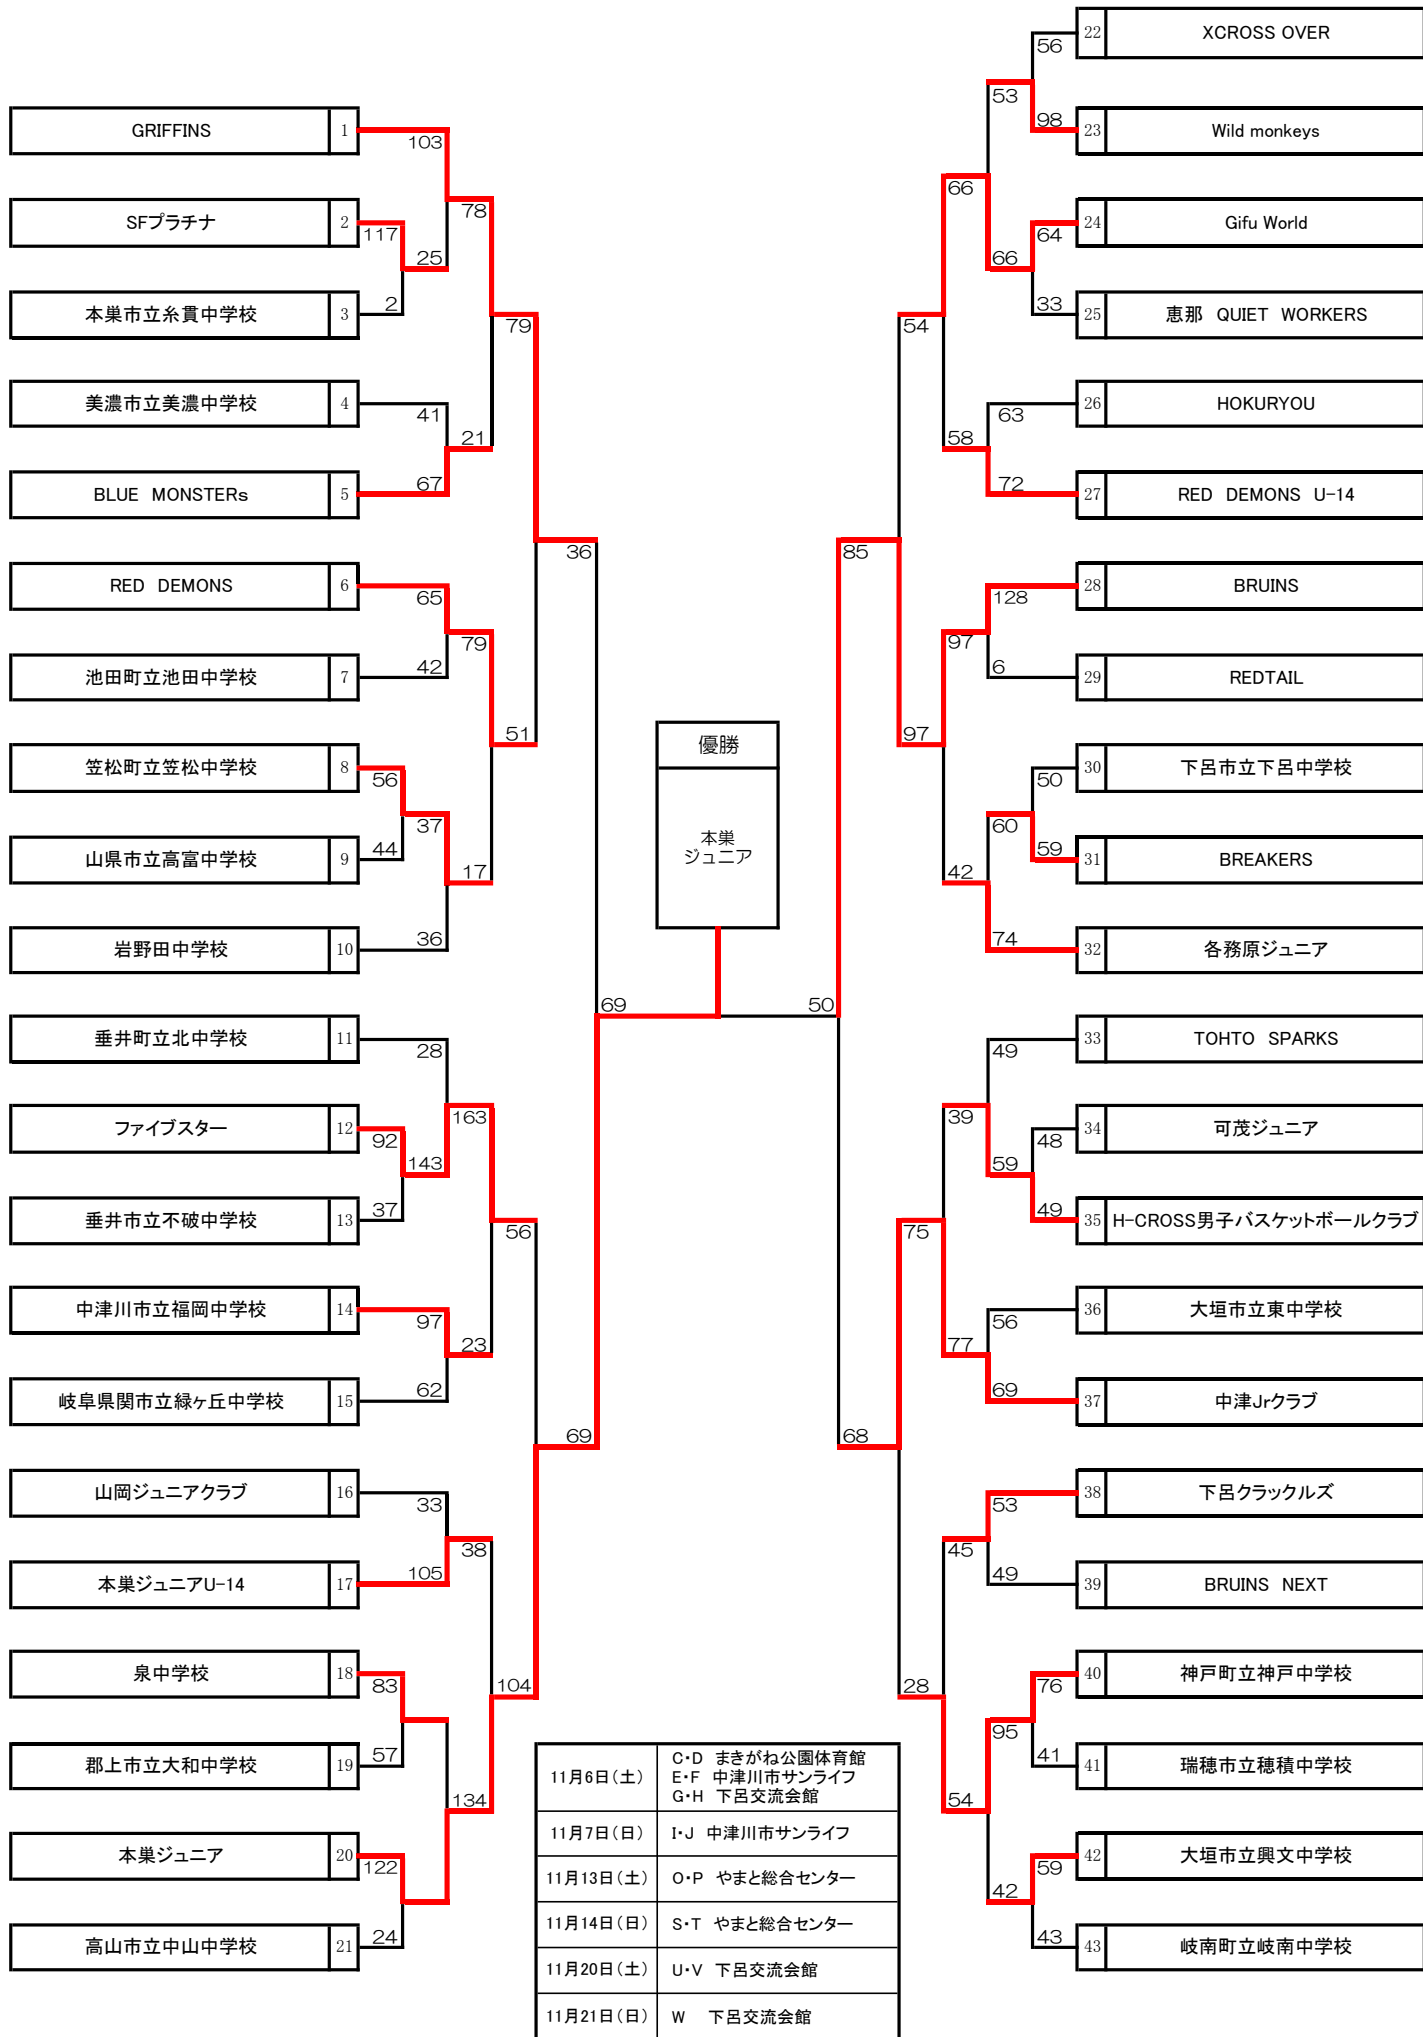 GRIFFINS 1
103
SFプラチナ 2
117
78
25
本巣市立糸貫中学校 3
2
79
美濃市立美濃中学校 4
41
21
BLUE MONSTERs 5
67
36
RED DEMONS 6
65
79
池田町立池田中学校 7
42
51
笠松町立笠松中学校 8
56
37
山県市立高富中学校 9
44
17
岩野田中学校 10
36
69
垂井町立北中学校 11
28
163
ファイブスター 12
92
143
垂井市立不破中学校 13
37
56
中津川市立福岡中学校 14
97
23
岐阜県関市立緑ヶ丘中学校 15
62
69
山岡ジュニアクラブ 16
33
38
本巣ジュニアU-14 17
105
泉中学校 18
83
104
郡上市立大和中学校 19
57
134
本巣ジュニア 20
122
高山市立中山中学校 21
24
優勝
本巣
ジュニア
22 XCROSS OVER
56
53
98
23 Wild monkeys
66
24 Gifu World
64
66
33
25 恵那 QUIET WORKERS
54
26 HOKURYOU
63
58
72
27 RED DEMONS U-14
85
28 BRUINS
128
97
6
29 REDTAIL
97
30 下呂市立下呂中学校
50
60
59
31 BREAKERS
42
74
32 各務原ジュニア
50
33 TOHTO SPARKS
49
39
34 可茂ジュニア
48
59
49
35 H-CROSS男子バスケットボールクラブ
75
36 大垣市立東中学校
56
77
69
37 中津Jrクラブ
68
38 下呂クラックルズ
53
45
49
39 BRUINS NEXT
28
40 神戸町立神戸中学校
76
95
41
41 瑞穂市立穂積中学校
54
42 大垣市立興文中学校
59
42
43
43 岐南町立岐南中学校
11月6日(土) C・D まきがね公園体育館
E・F 中津川市サンライフ
G・H 下呂交流会館
11月7日(日) I・J 中津川市サンライフ
11月13日(土) O・P やまと総合センター
11月14日(日) S・T やまと総合センター
11月20日(土) U・V 下呂交流会館
11月21日(日) W 下呂交流会館